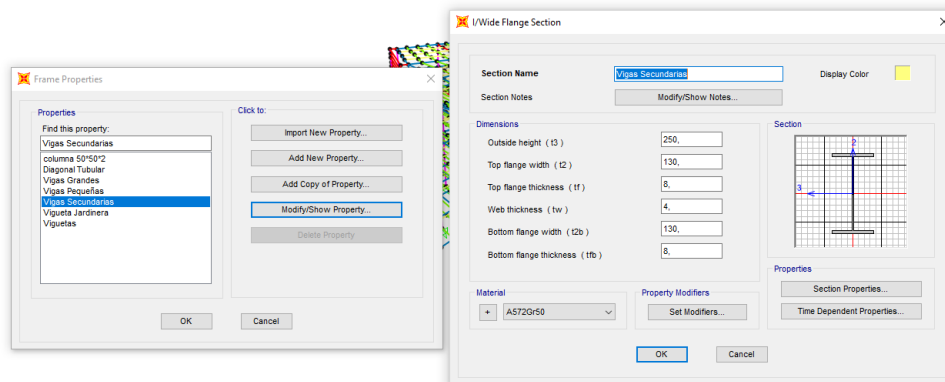 Frame Properties
Properties
Find this property:
Vigas Secundarias
columna 50*50*2
Diagonal Tubular
Vigas Grandes
Vigas Pequeñas
Vigas Secundarias
Vigueta Jardinera
Viguetas
Click to:
Import New Property...
Add New Property...
Add Copy of Property...
Modify/Show Property...
Delete Property
OK
Cancel
I/Wide Flange Section
Section Name
Vigas Secundarias
Display Color
Section Notes
Modify/Show Notes...
Dimensions
Outside height ( t3 )
250,
Top flange width ( t2 )
130,
Top flange thickness ( tf )
8,
Web thickness ( tw )
4,
Bottom flange width ( t2b )
130,
Bottom flange thickness ( tfb )
8,
Section
2
3
Material
+
A572Gr50
Property Modifiers
Set Modifiers...
Properties
Section Properties...
Time Dependent Properties...
OK
Cancel